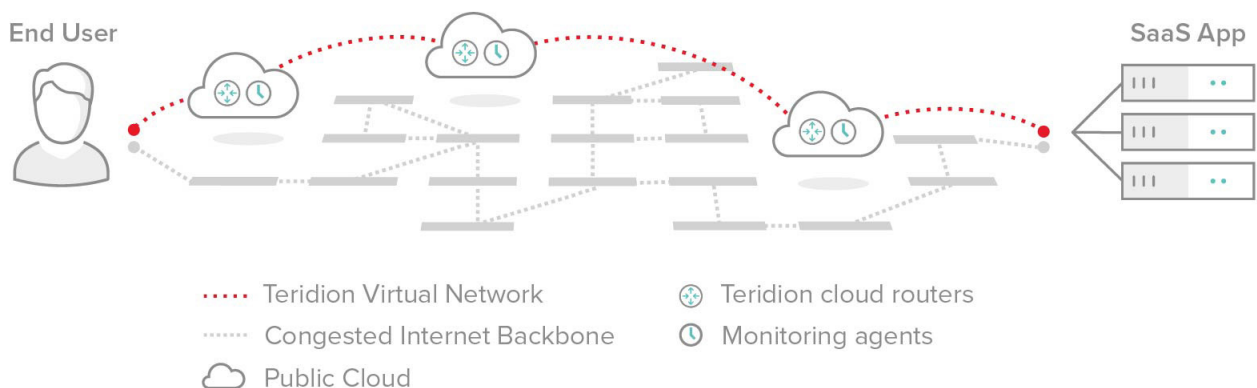 End User
SaaS App
Teridion Virtual Network
Teridion cloud routers
Congested Internet Backbone
Monitoring agents
Public Cloud